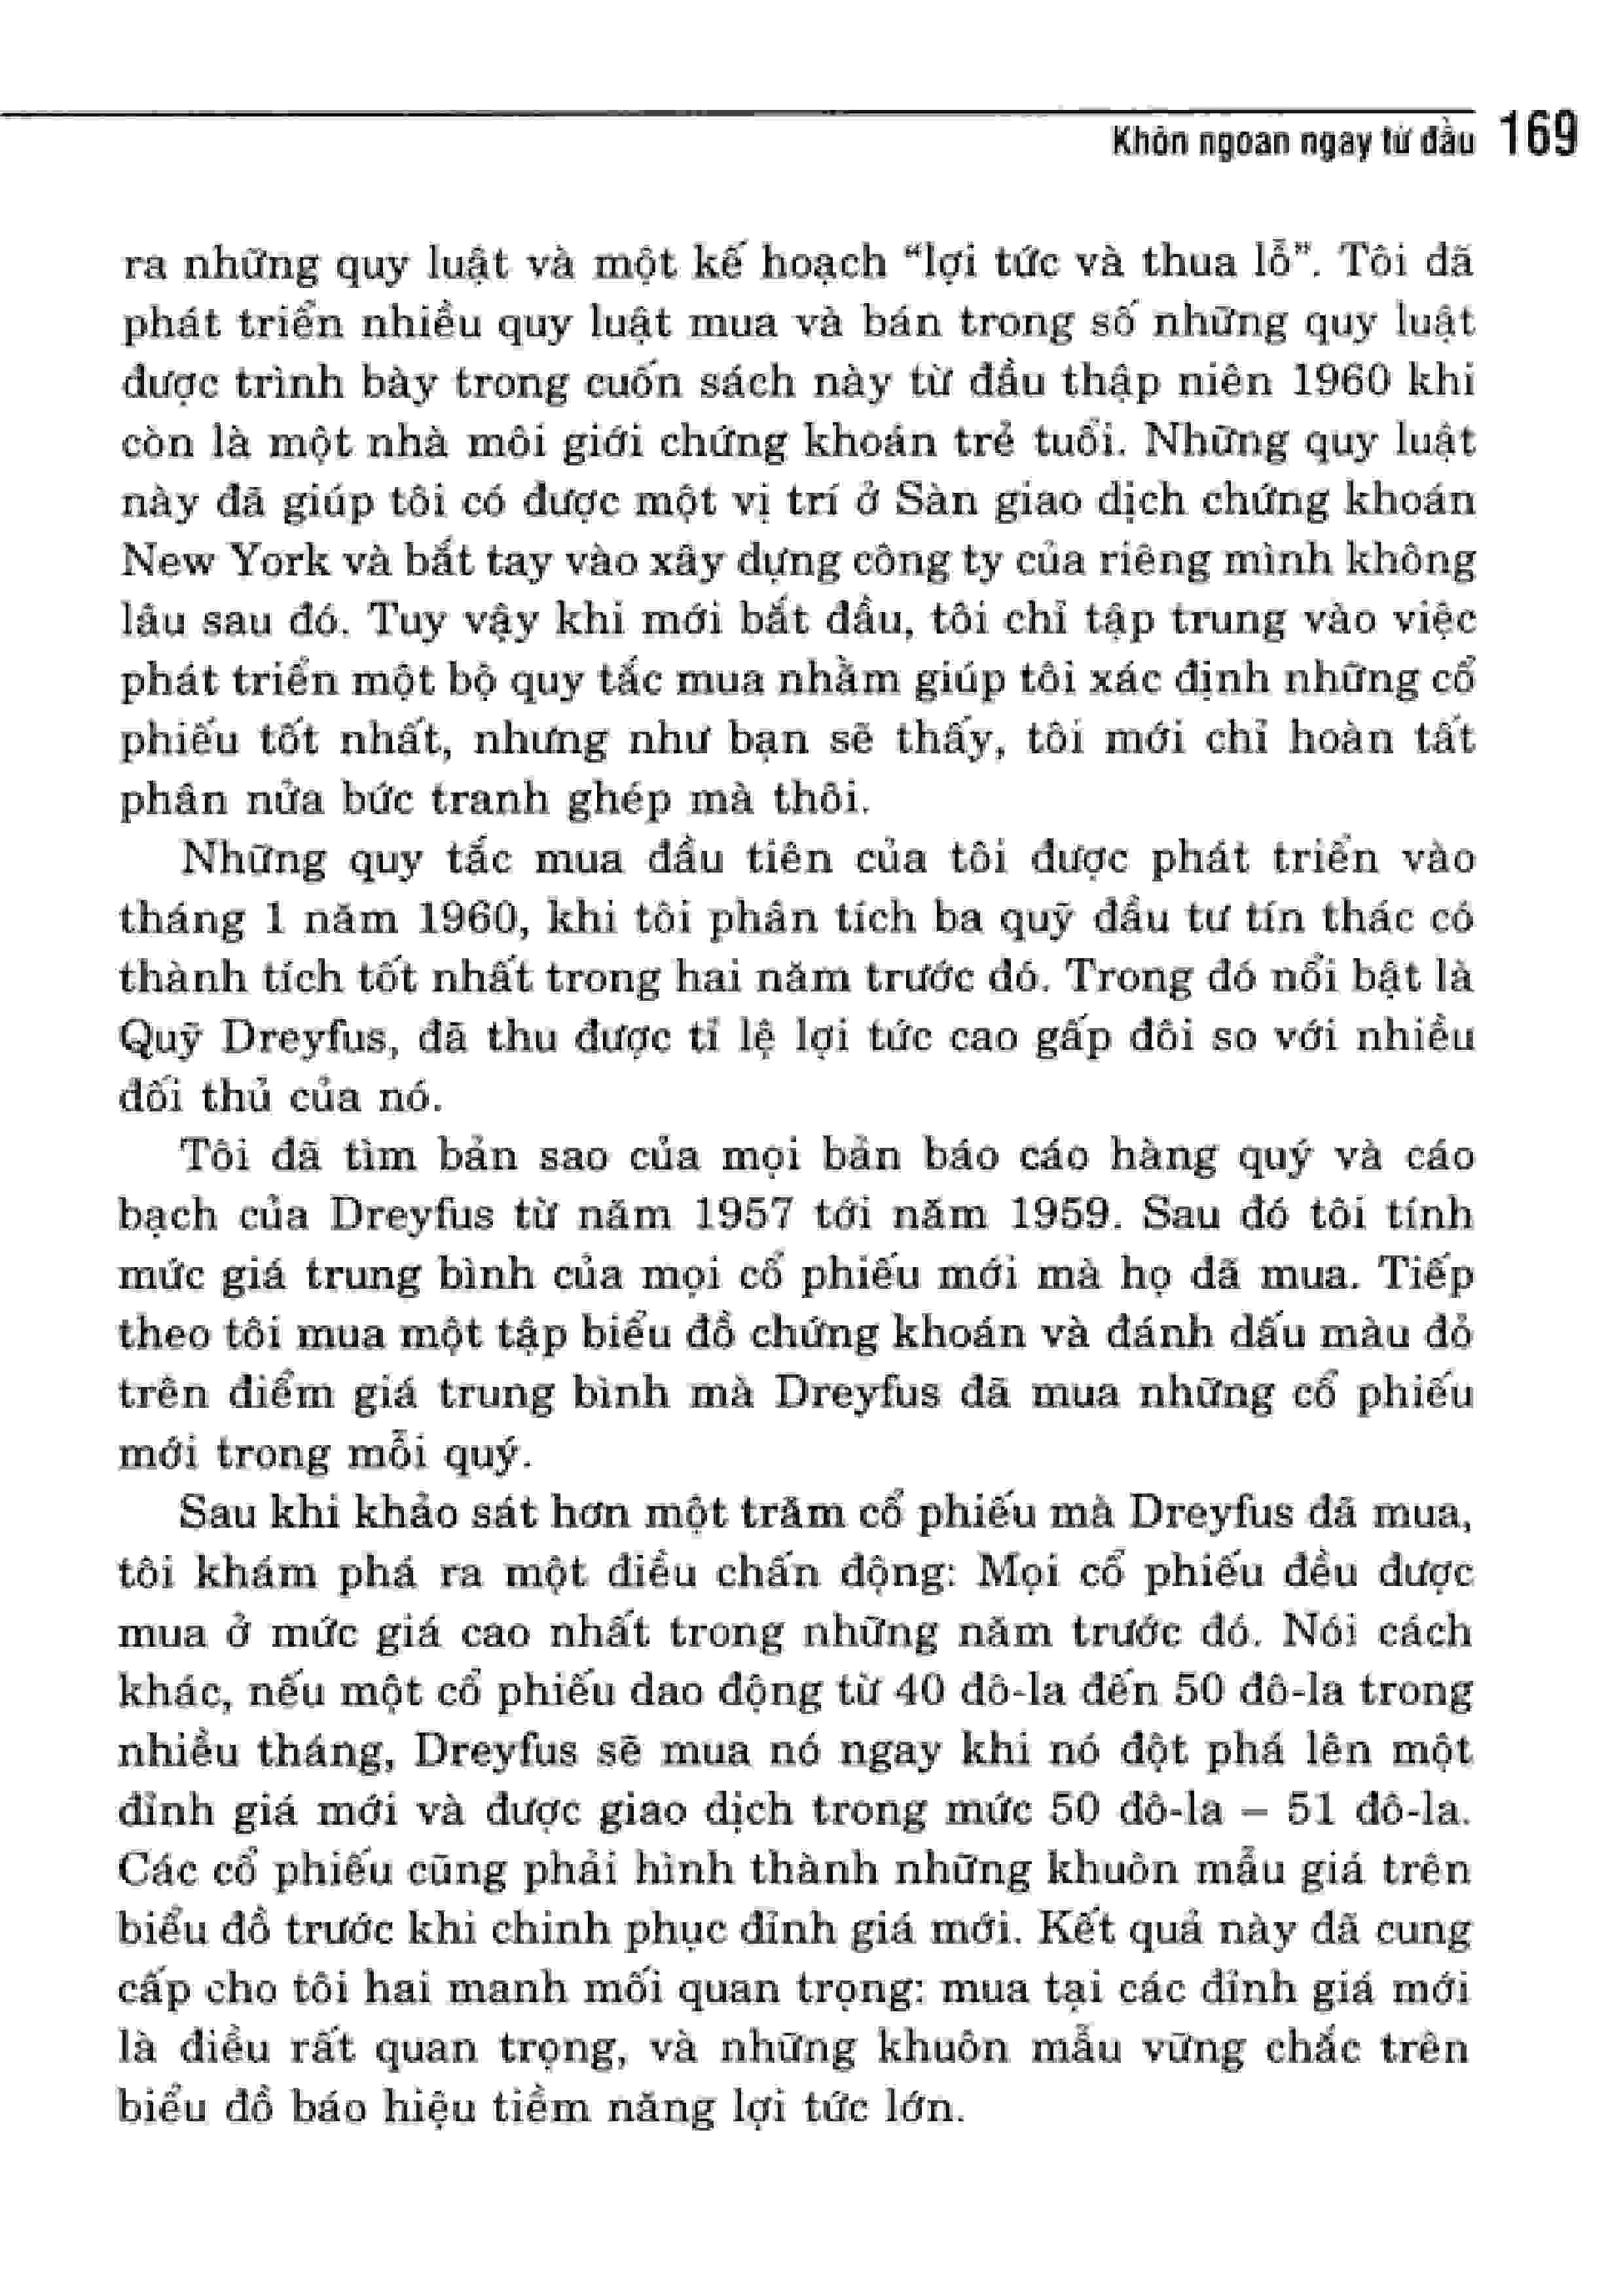 Khôn ngoan ngay từ đầu 169
ra những quy luật và một kế hoạch “lợi tức và thua lỗ”. Tôi đã
phát triển nhiều quy luật mua và bán trong số những quy luật
được trình bày trong cuốn sách này từ đầu thập niên 1960 khi
còn là một nhà môi giới chứng khoán trẻ tuổi. Những quy luật
này đã giúp tôi có được một vị trí ở Sàn giao dịch chứng khoán
New York và bắt tay vào xây dựng công ty của riêng mình không
lâu sau đó. Tuy vậy khi mới bắt đầu, tôi chỉ tập trung vào việc
phát triển một bộ quy tắc mua nhằm giúp tôi xác định những cổ
phiếu tốt nhất, nhưng như bạn sẽ thấy, tôi mới chỉ hoàn tất
phân nửa bức tranh ghép mà thôi.
Những quy tắc mua đầu tiên của tôi được phát triển vào
tháng 1 năm 1960, khi tôi phân tích ba quỹ đầu tư tín thác có
thành tích tốt nhất trong hai năm trước đó. Trong đó nổi bật là
Quỹ Dreyfus, đã thu được tỉ lệ lợi tức cao gấp đôi so với nhiều
đối thủ của nó.
Tôi đã tìm bản sao của mọi bản báo cáo hàng quý và cáo
bạch của Dreyfus từ năm 1957 tới năm 1959. Sau đó tôi tính
mức giá trung bình của mọi cổ phiếu mới mà họ đã mua. Tiếp
theo tôi mua một tập biểu đồ chứng khoán và đánh dấu màu đỏ
trên điểm giá trung bình mà Dreyfus đã mua những cổ phiếu
mới trong mỗi quý.
Sau khi khảo sát hơn một trăm cổ phiếu mà Dreyfus đã mua,
tôi khám phá ra một điều chấn động: Mọi cổ phiếu đều được
mua ở mức giá cao nhất trong những năm trước đó. Nói cách
khác, nếu một cổ phiếu dao động từ 40 đô-la đến 50 đô-la trong
nhiều tháng, Dreyfus sẽ mua nó ngay khi nó đột phá lên một
đỉnh giá mới và được giao dịch trong mức 50 đô-la – 51 đô-la.
Các cổ phiếu cũng phải hình thành những khuôn mẫu giá trên
biểu đồ trước khi chinh phục đỉnh giá mới. Kết quả này đã cung
cấp cho tôi hai manh mối quan trọng: mua tại các đỉnh giá mới
là điều rất quan trọng, và những khuôn mẫu vững chắc trên
biểu đồ báo hiệu tiềm năng lợi tức lớn.